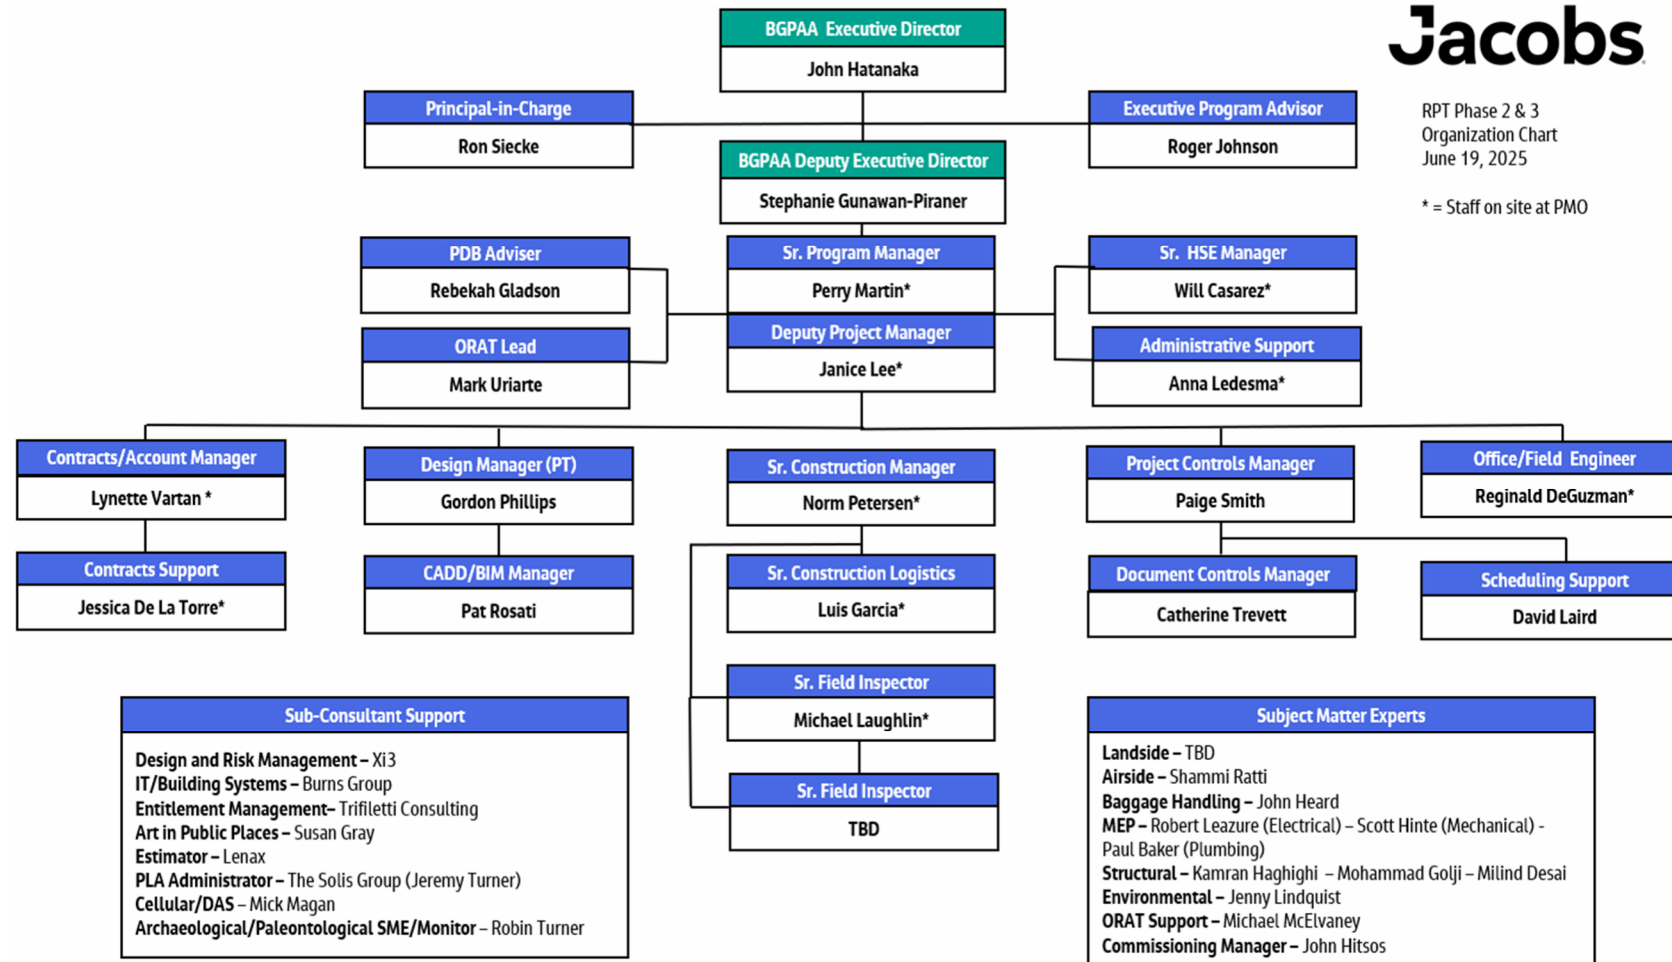 BGPAA Executive Director
John Hatanaka
Jacobs
RPT Phase 2 & 3
Organization Chart
June 19, 2025
* = Staff on site at PMO
Principal-in-Charge
Ron Siecke
Executive Program Advisor
Roger Johnson
BGPAA Deputy Executive Director
Stephanie Gunawan-Piraner
PDB Adviser
Rebekah Gladson
Sr. Program Manager
Perry Martin*
Sr. HSE Manager
Will Casarez*
ORAT Lead
Mark Uriarte
Deputy Project Manager
Janice Lee*
Administrative Support
Anna Ledesma*
Contracts/Account Manager
Lynette Vartan *
Design Manager (PT)
Gordon Phillips
Sr. Construction Manager
Norm Petersen*
Project Controls Manager
Paige Smith
Office/Field Engineer
Reginald DeGuzman*
Contracts Support
Jessica De La Torre*
CADD/BIM Manager
Pat Rosati
Sr. Construction Logistics
Luis Garcia*
Document Controls Manager
Catherine Trevett
Scheduling Support
David Laird
Sr. Field Inspector
Michael Laughlin*
Sr. Field Inspector
TBD
Sub-Consultant Support
Design and Risk Management – Xi3
IT/Building Systems – Burns Group
Entitlement Management– Trifiletti Consulting
Art in Public Places – Susan Gray
Estimator – Lenax
PLA Administrator – The Solis Group (Jeremy Turner)
Cellular/DAS – Mick Magan
Archaeological/Paleontological SME/Monitor – Robin Turner
Subject Matter Experts
Landside – TBD
Airside – Shammi Ratti
Baggage Handling – John Heard
MEP – Robert Leazure (Electrical) – Scott Hinte (Mechanical) -
Paul Baker (Plumbing)
Structural – Kamran Haghighi – Mohammad Golji – Milind Desai
Environmental – Jenny Lindquist
ORAT Support – Michael McElvaney
Commissioning Manager – John Hitsos